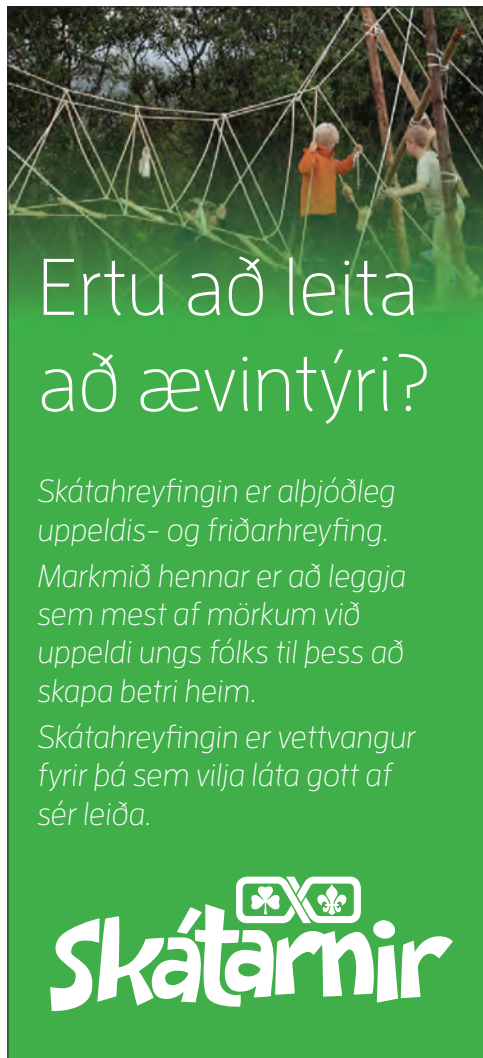 Ertu að leita
að ævintýri?
Skátahreyfingin er alþjóðleg
uppeldis- og friðarhreyfing.
Markmið hennar er að leggja
sem mest af mörkum við
uppeldi ungs fólks til þess að
skapa betri heim.
Skátahreyfingin er vettvangur
fyrir þá sem vilja láta gott af
sér leiða.
Skátarnir